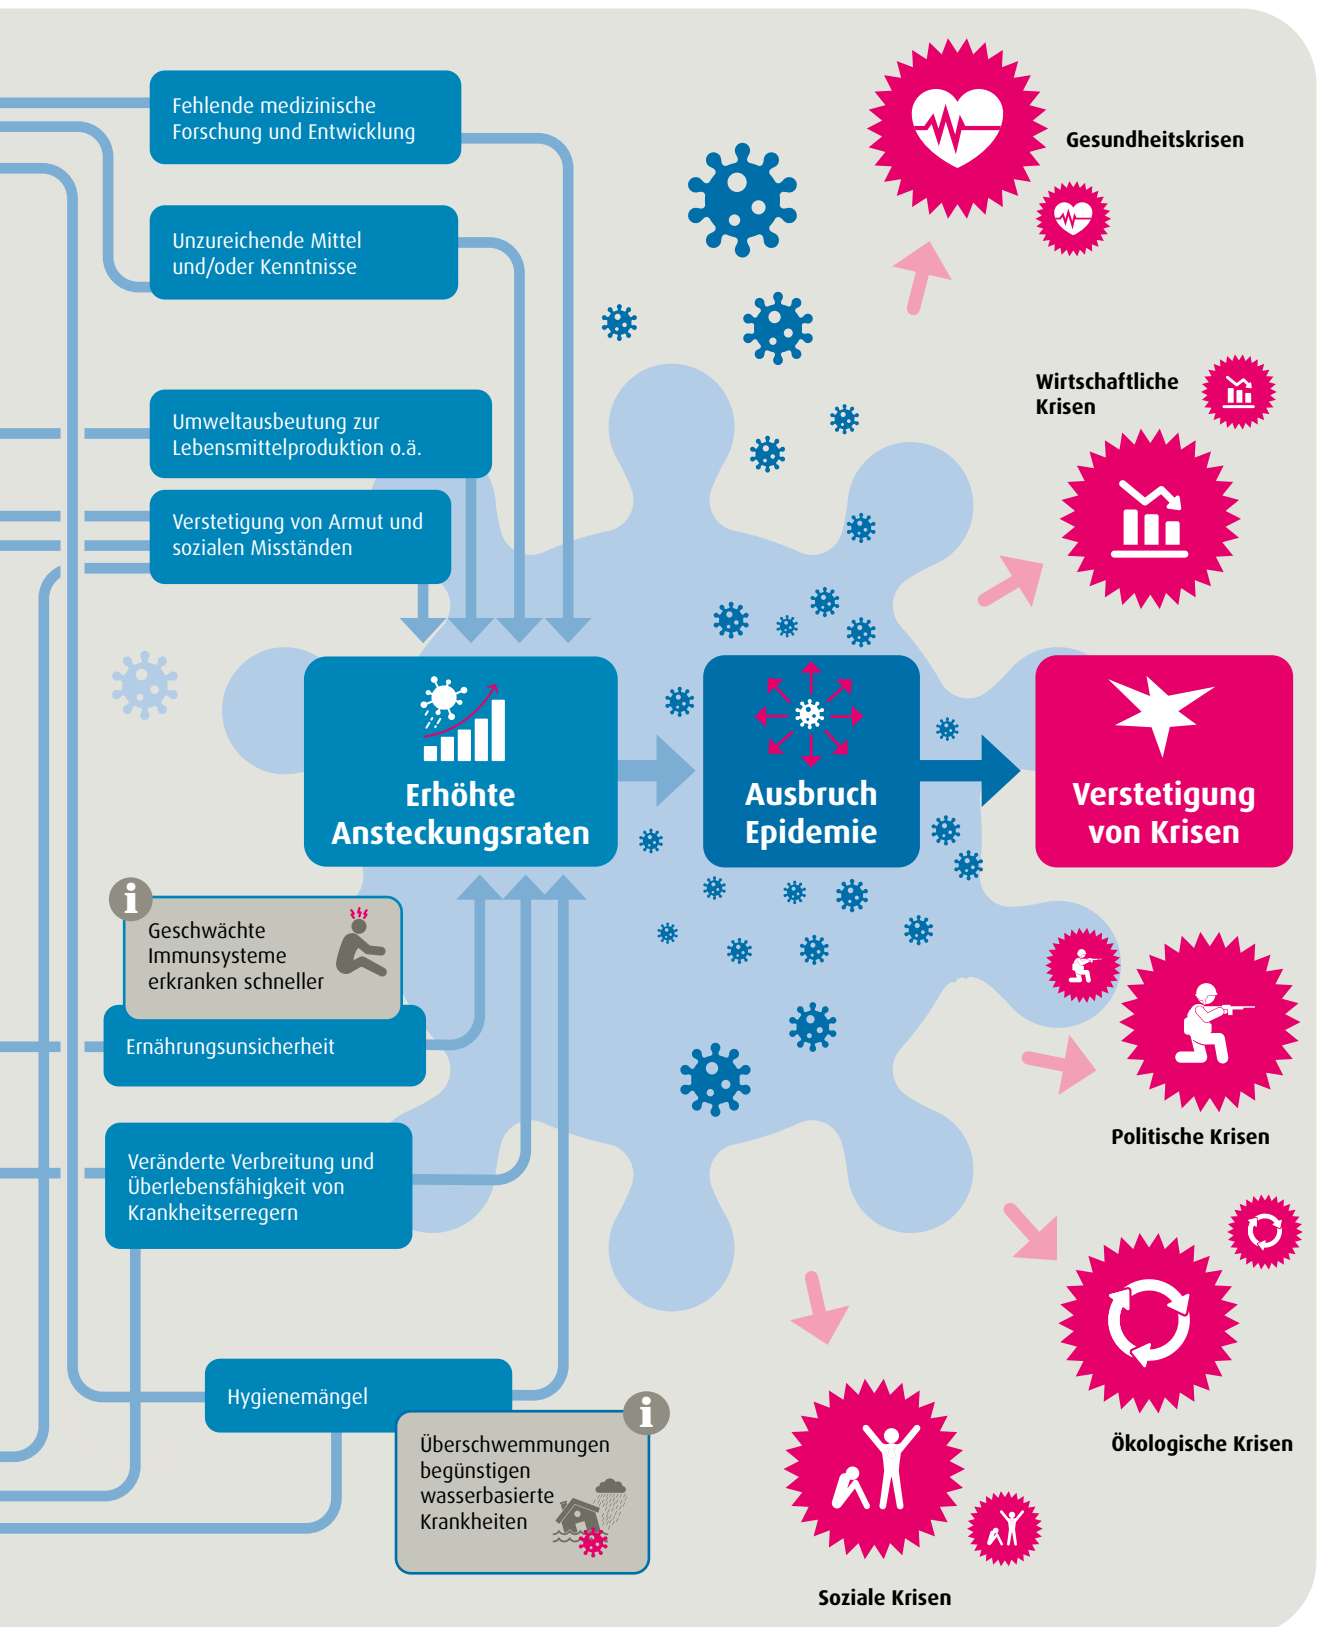 Fehlende medizinische
Forschung und Entwicklung
Unzureichende Mittel
und/oder Kenntnisse
Umweltausbeutung zur
Lebensmittelproduktion o.ä.
Verstetigung von Armut und
sozialen Misständen
Gesundheitskrisen
Wirtschaftliche
Krisen
Erhöhte
Ansteckungsraten
Ausbruch
Epidemie
Verstetigung
von Krisen
i
Geschwächte
Immunsysteme
erkranken schneller
Ernährungsunsicherheit
Veränderte Verbreitung und
Überlebensfähigkeit von
Krankheitserregern
Hygienemängel
i
Überschwemmungen
begünstigen
wasserbasierte
Krankheiten
Politische Krisen
Ökologische Krisen
Soziale Krisen